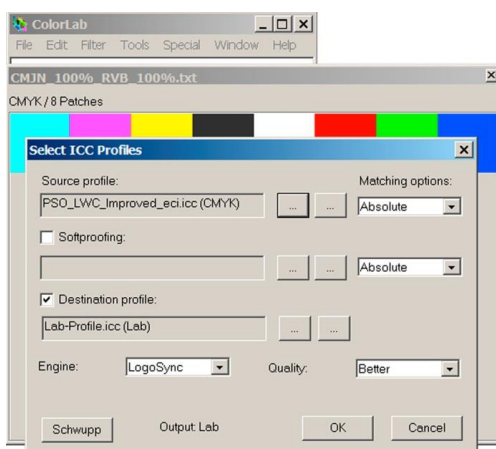 ColorLab
File Edit Filter Tools Special Window Help
CMJN_100%_RVB_100%.txt
CMYK / 8 Patches
Select ICC Profiles
Source profile:
Matching options:
PSO_LWC_Improved_eci.icc (CMYK)
...
...
Absolute
Softproofing:
...
...
Absolute
Destination profile:
Lab-Profile.icc (Lab)
...
...
Engine:
LogoSync
Quality:
Better
Schwupp
Output: Lab
OK
Cancel